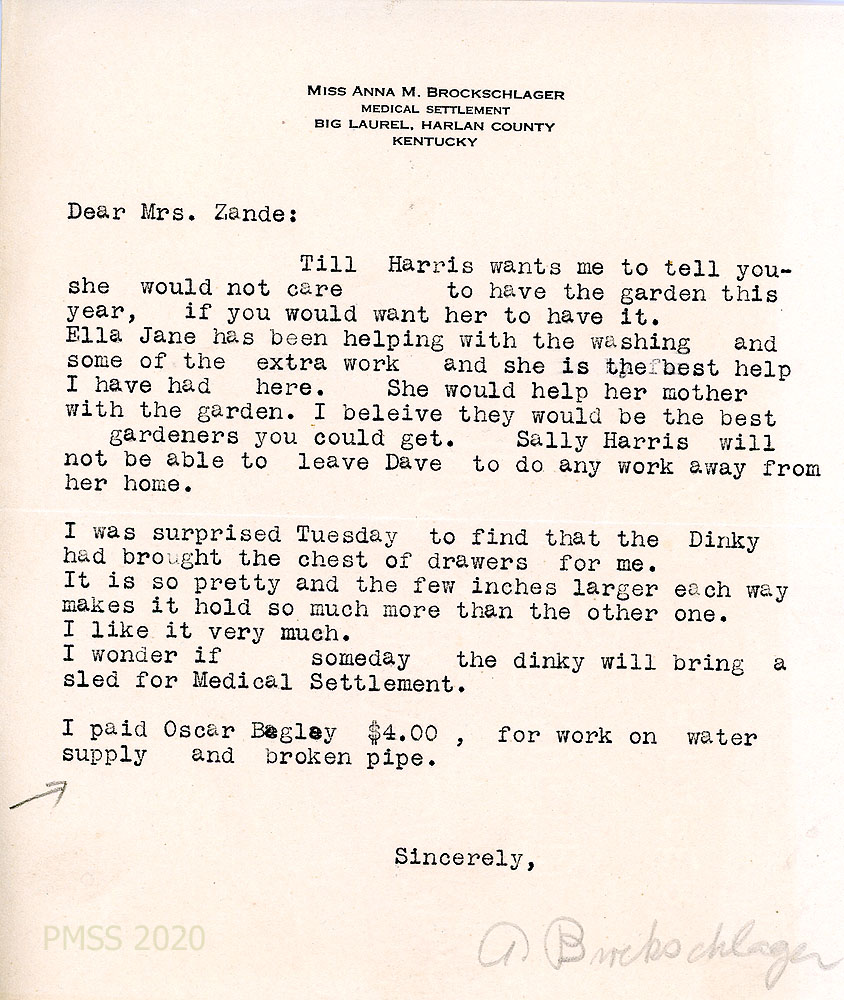 MISS ANNA M. BROCKSCHLAGER
MEDICAL SETTLEMENT
BIG LAUREL, HARLAN COUNTY
KENTUCKY
Dear Mrs. Zande:
Till Harris wants me to tell you-
she would not care to have the garden this
year, if you would want her to have it.
Ella Jane has been helping with the washing and
some of the extra work and she is the best help
I have had here. She would help her mother
with the garden. I beleive they would be the best
gardeners you could get. Sally Harris will
not be able to leave Dave to do any work away from
her home.
I was surprised Tuesday to find that the Dinky
had brought the chest of drawers for me.
It is so pretty and the few inches larger each way
makes it hold so much more than the other one.
I like it very much.
I wonder if someday the dinky will bring a
sled for Medical Settlement.
I paid Oscar Bagley $4.00 , for work on water
supply and broken pipe.
Sincerely,
A Brockschlager
PMSS 2020